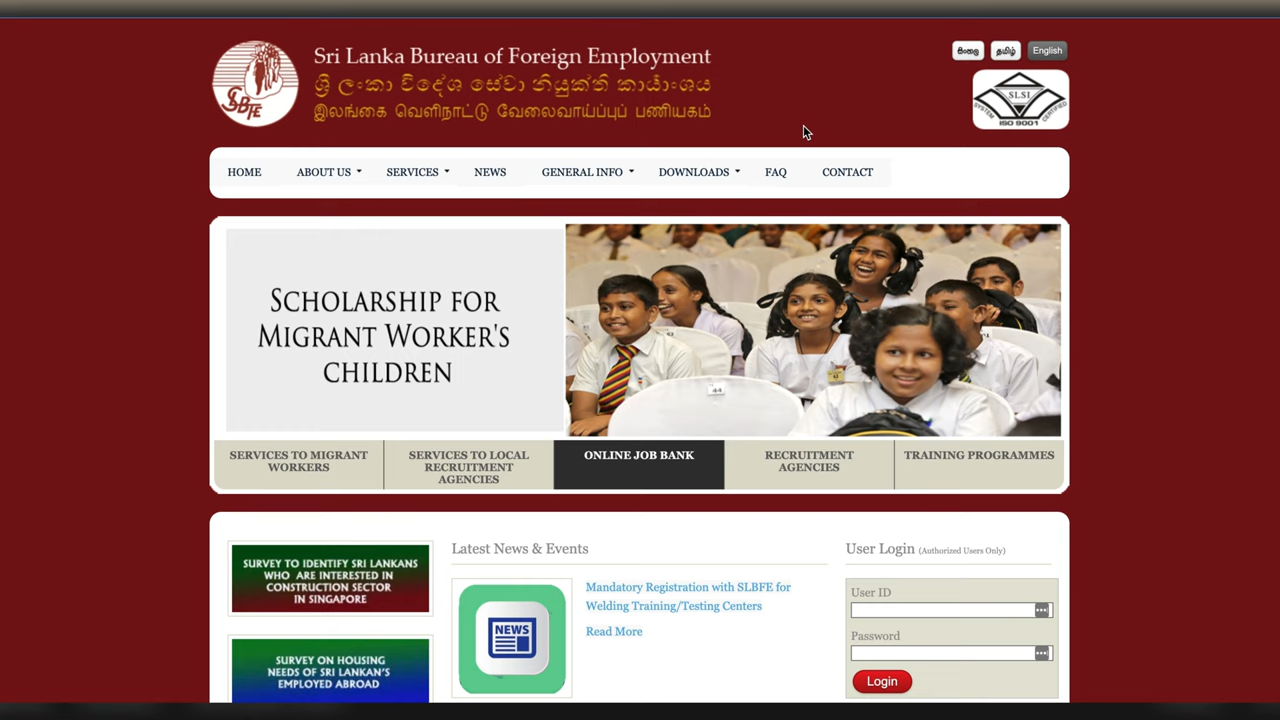 Sri Lanka Bureau of Foreign Employment
ශ්‍රී ලංකා විදේශ සේවා නියුක්ති කාර්යාංශය
இலங்கை வெளிநாட்டு வேலைவாய்ப்புப் பணியகம்
SLBFE
සිංහල
தமிழ்
English
SLSI
SYSTEM CERTIFIED
ISO 9001
HOME
ABOUT US
SERVICES
NEWS
GENERAL INFO
DOWNLOADS
FAQ
CONTACT
SCHOLARSHIP FOR
MIGRANT WORKER'S
CHILDREN
44
SERVICES TO MIGRANT
WORKERS
SERVICES TO LOCAL
RECRUITMENT
AGENCIES
ONLINE JOB BANK
RECRUITMENT
AGENCIES
TRAINING PROGRAMMES
SURVEY TO IDENTIFY SRI LANKANS
WHO ARE INTERESTED IN
CONSTRUCTION SECTOR
IN SINGAPORE
SURVEY ON HOUSING
NEEDS OF SRI LANKAN'S
EMPLOYED ABROAD
Latest News & Events
NEWS
Mandatory Registration with SLBFE for
Welding Training/Testing Centers
Read More
User Login (Authorized Users Only)
User ID
Password
Login